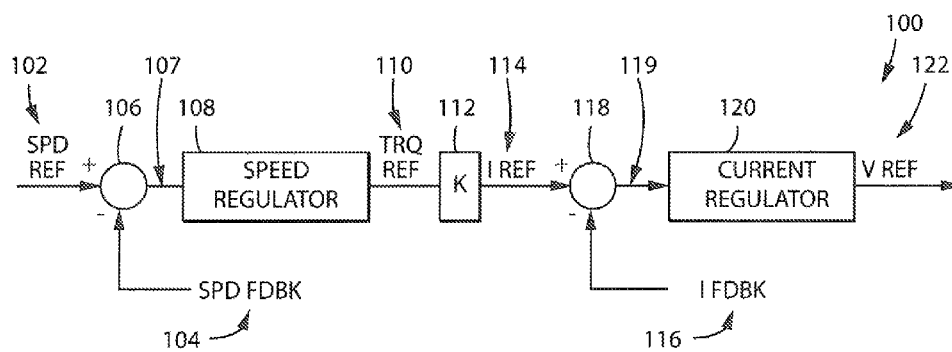 100
102
107
110
114
119
122
106
108
112
118
120
SPD
REF
+
-
SPEED
REGULATOR
TRQ
REF
K
I REF
+
-
CURRENT
REGULATOR
V REF
SPD FDBK
I FDBK
104
116